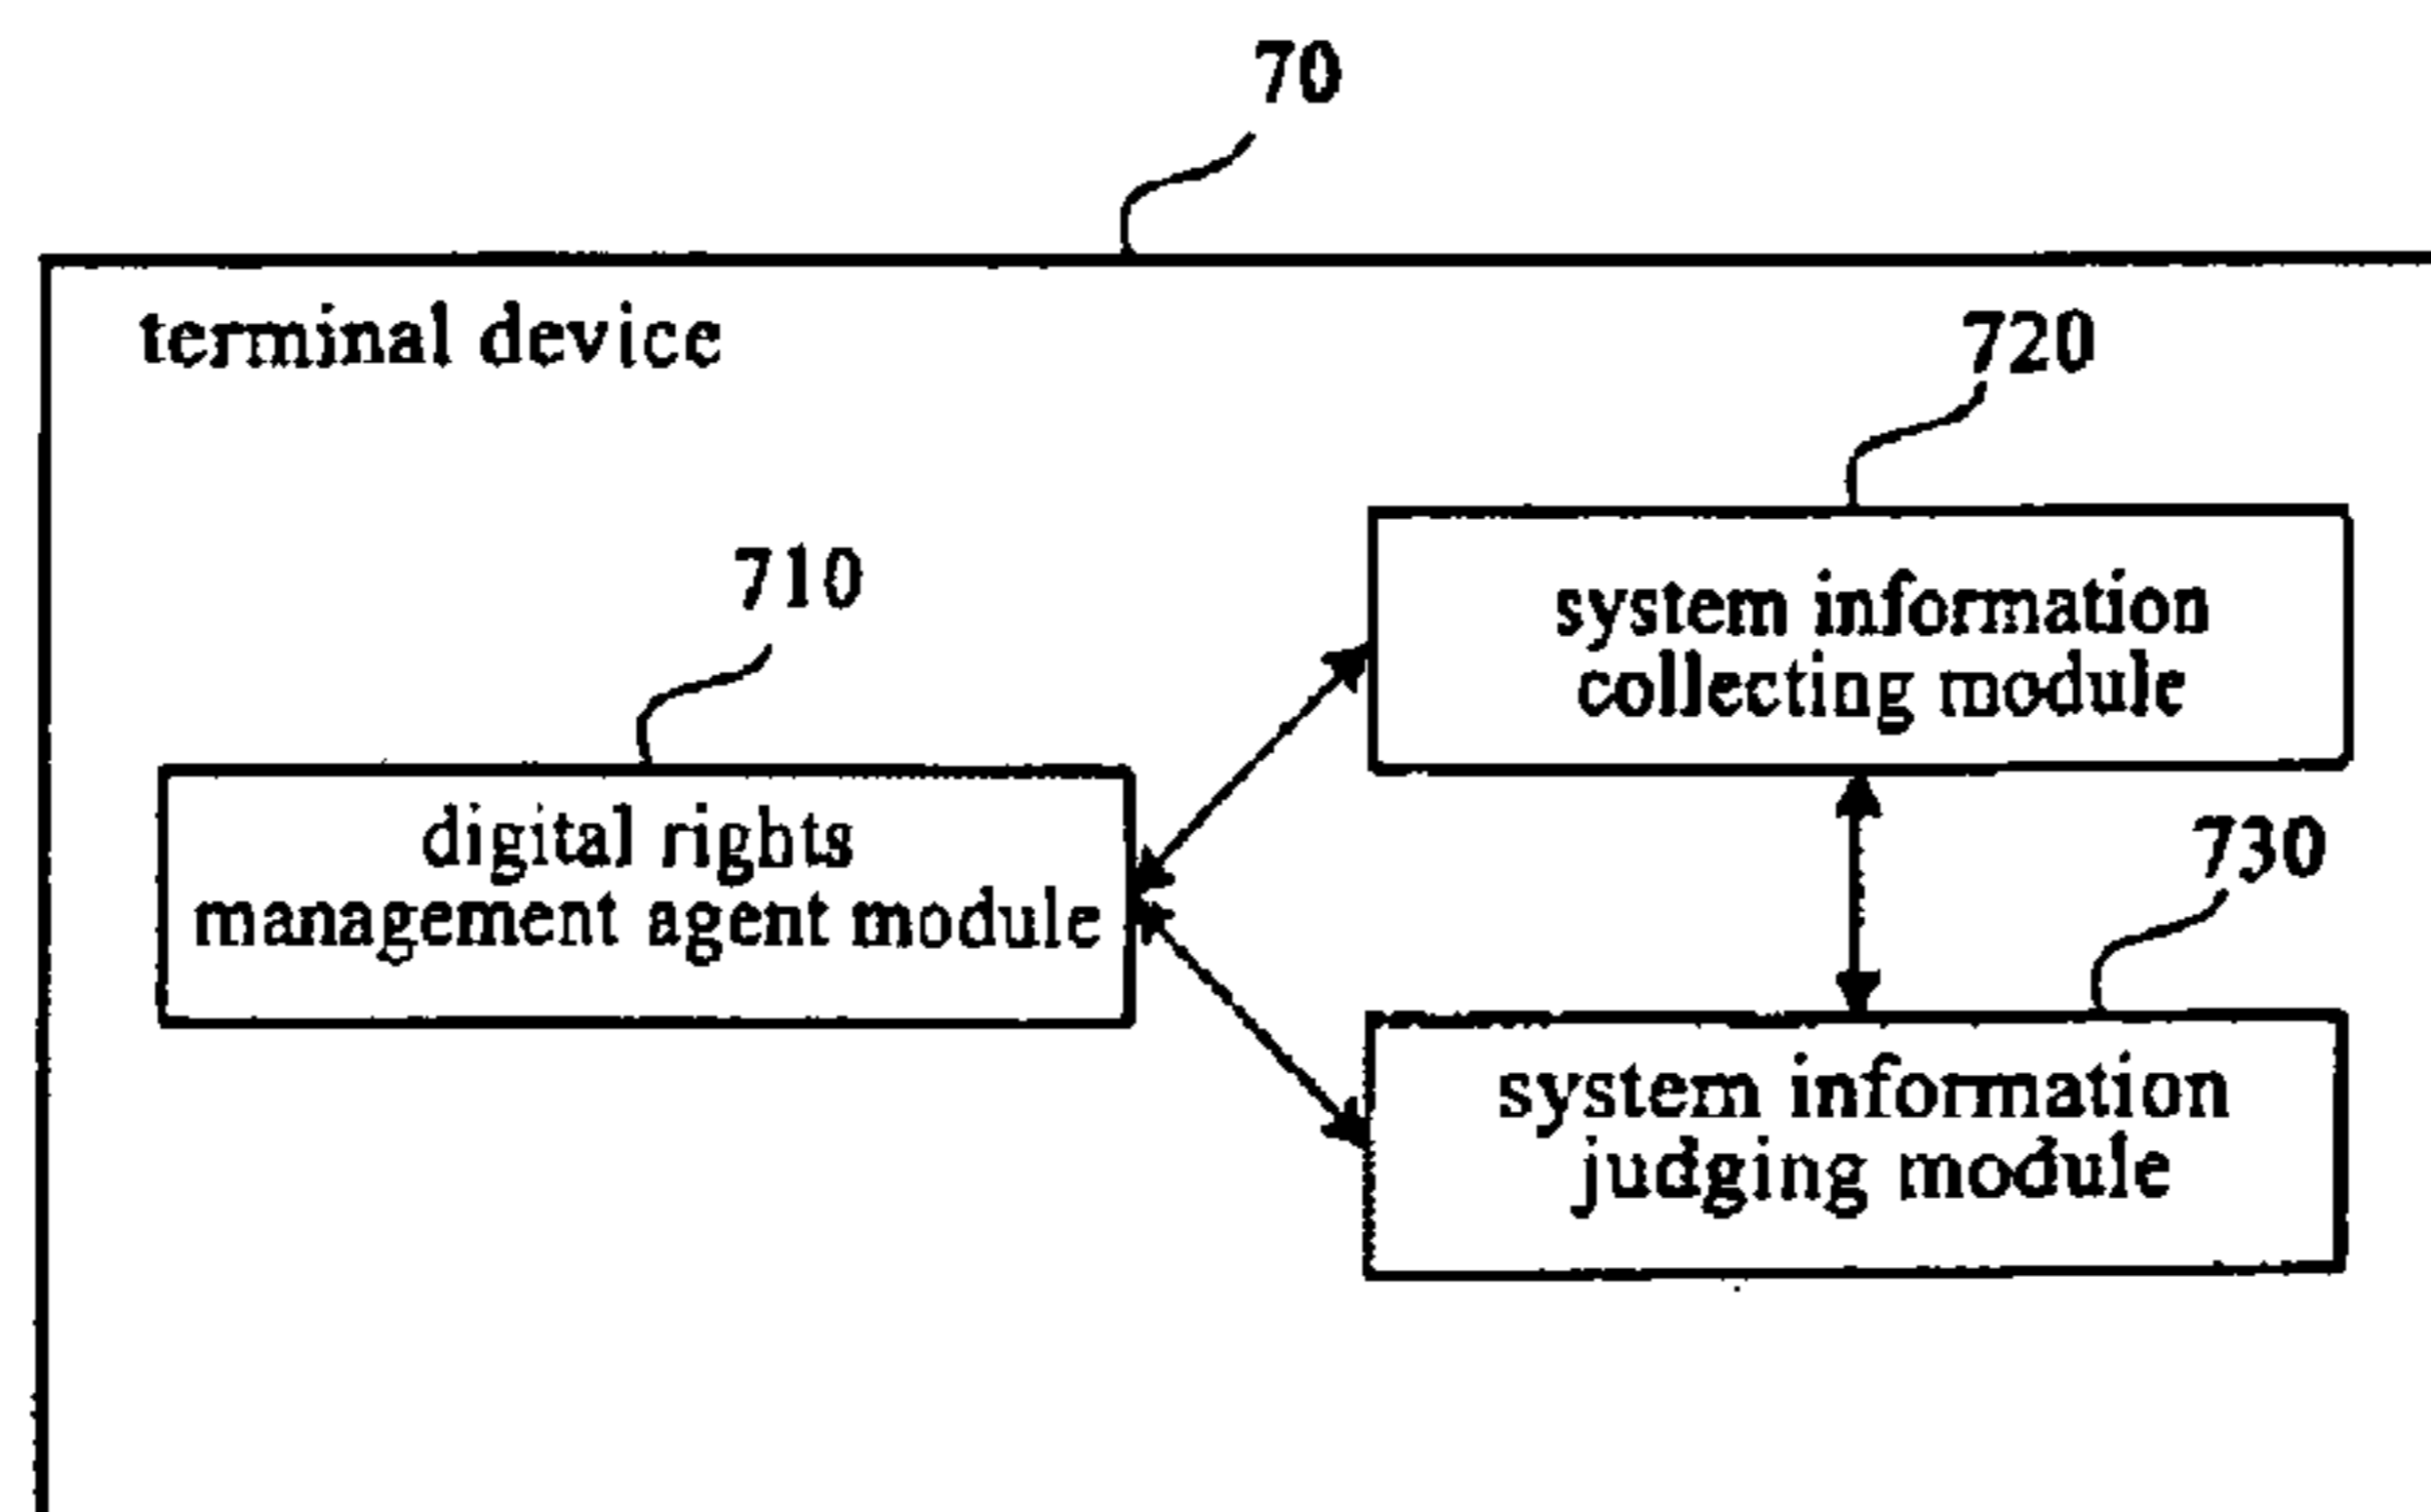 70
terminal device
720
710
system information
collecting module
digital rights
management agent module
730
system information
judging module